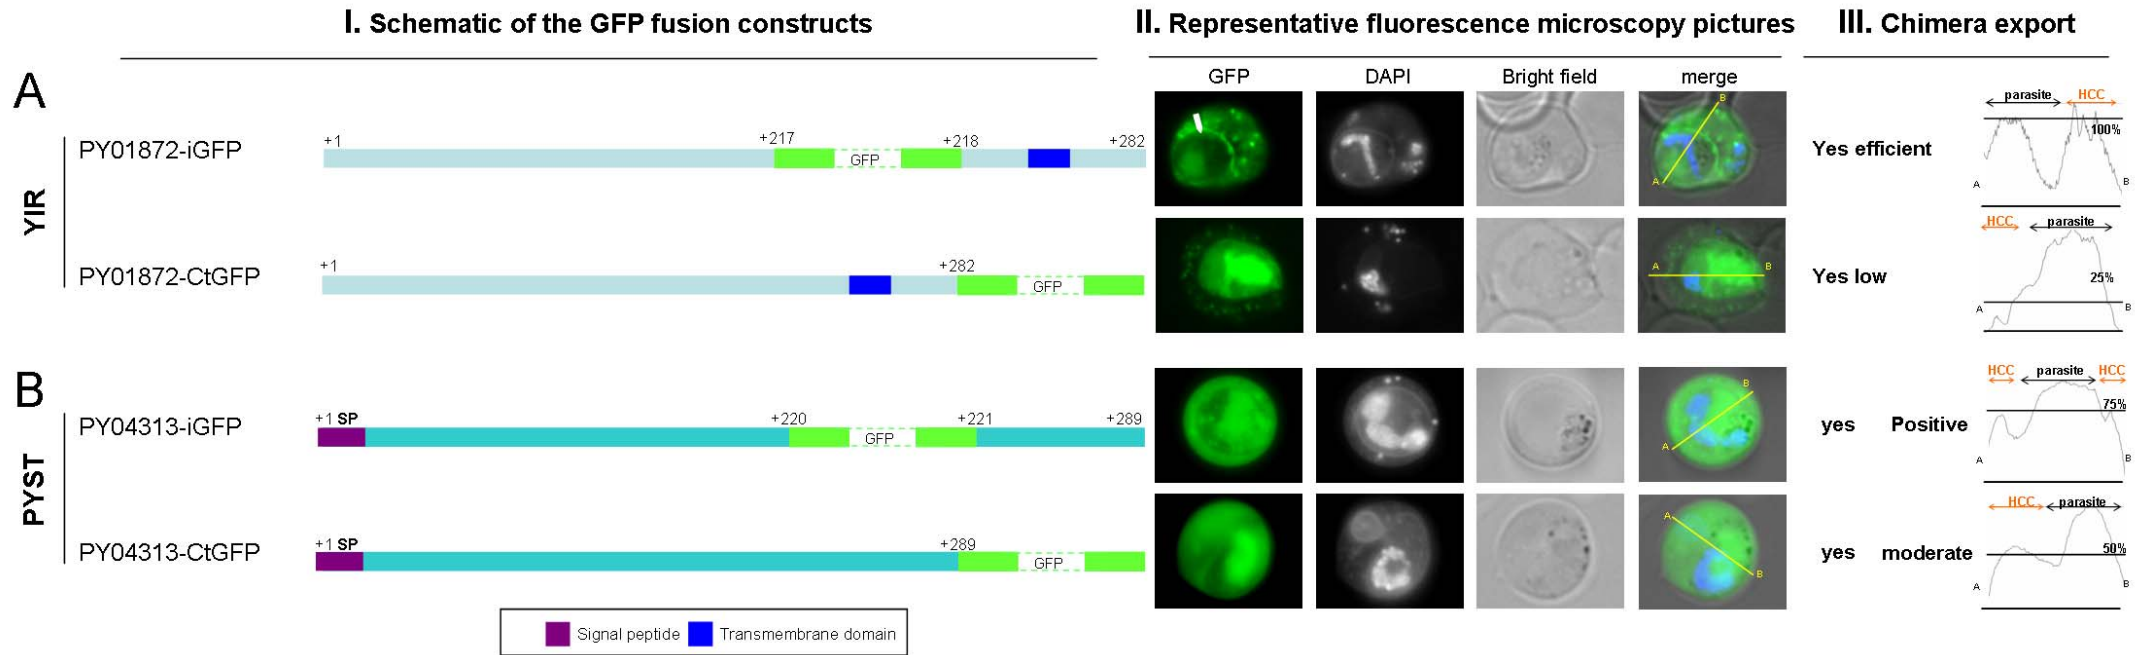 I. Schematic of the GFP fusion constructs
II. Representative fluorescence microscopy pictures
III. Chimera export
GFP DAPI Bright field merge
A
YIR
PY01872-iGFP
+1 +217 +218 +282
GFP
B
A
Yes efficient
parasite HCC
100%
A B
PY01872-CtGFP
+1 +282
GFP
A B
Yes low
HCC parasite
25%
A B
B
PYST
PY04313-iGFP
+1 SP +220 +221 +289
GFP
B
A
yes Positive
HCC parasite HCC
75%
A B
PY04313-CtGFP
+1 SP +289
GFP
A
B
yes moderate
HCC parasite
50%
A B
Signal peptide Transmembrane domain